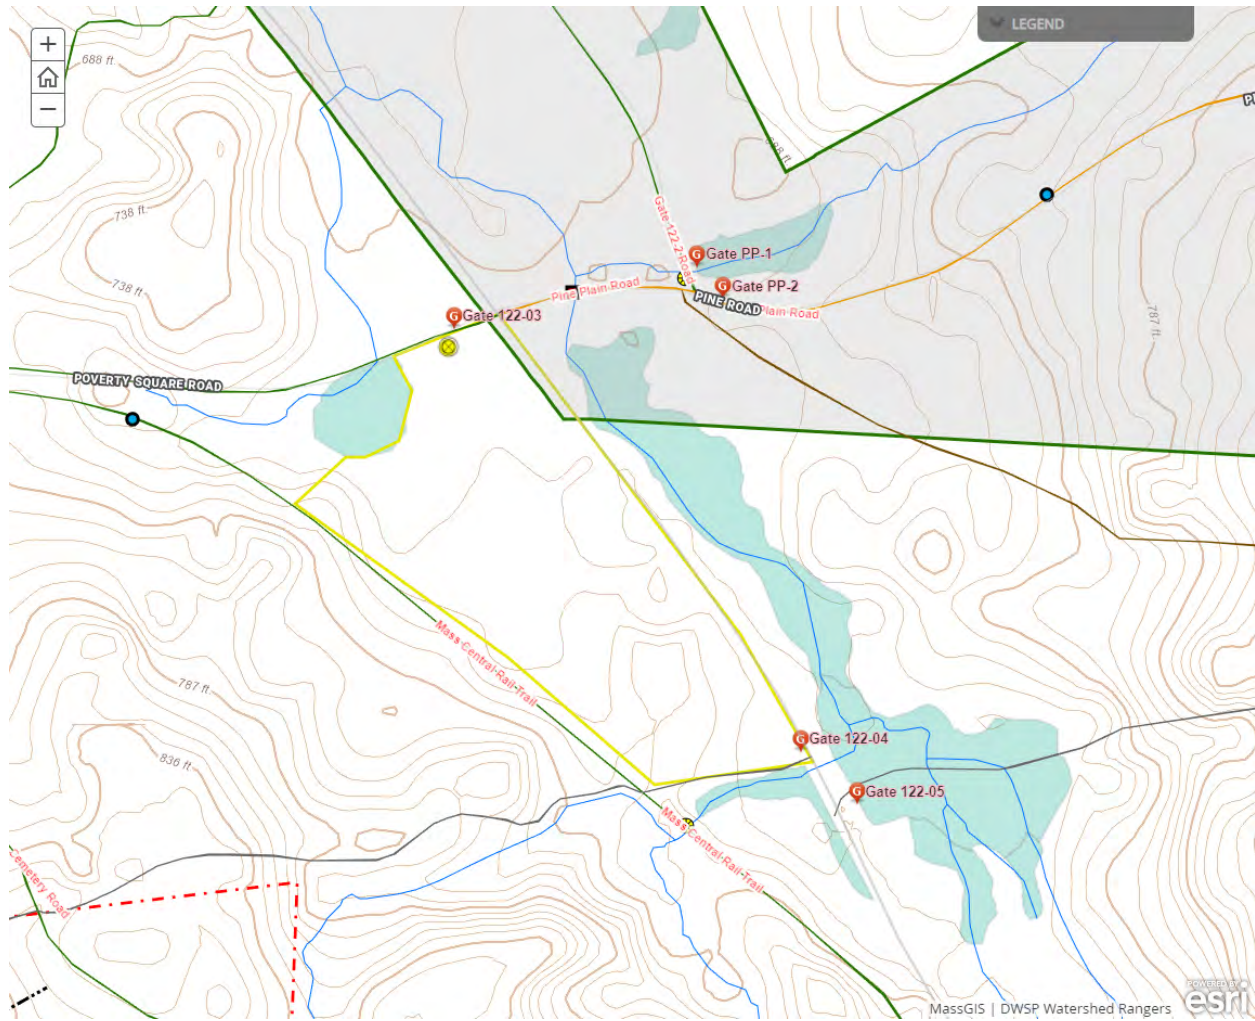 LEGEND
+
−
688 ft
738 ft
738 ft
Gate 122-2 Road
Gate PP-1
Gate PP-2
Pine Plain Road
PINE ROAD
Plain Road
Gate 122-03
787 ft
POVERTY SQUARE ROAD
Mass Central Rail Trail
787 ft
836 ft
Gate 122-04
Gate 122-05
Mass Central Rail Trail
Cemetery Road
MassGIS | DWSP Watershed Rangers
POWERED BY
esri